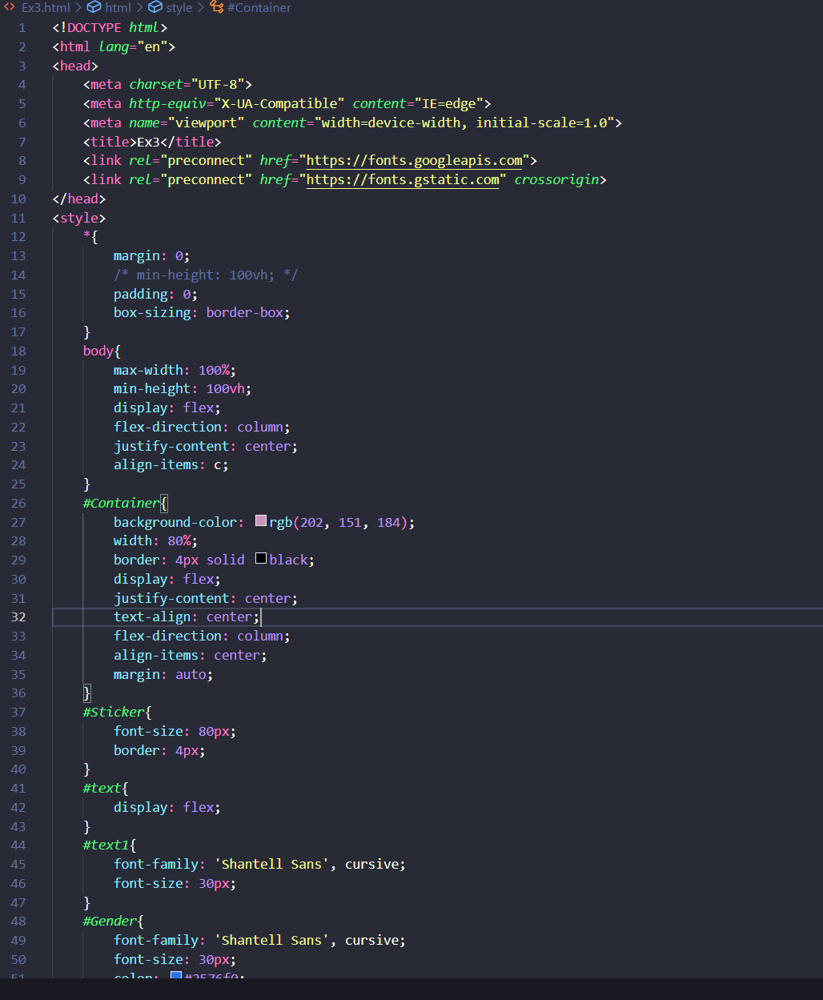 Ex3.html > html > style > #Container
1 <!DOCTYPE html>
2 <html lang="en">
3 <head>
4 <meta charset="UTF-8">
5 <meta http-equiv="X-UA-Compatible" content="IE=edge">
6 <meta name="viewport" content="width=device-width, initial-scale=1.0">
7 <title>Ex3</title>
8 <link rel="preconnect" href="https://fonts.googleapis.com">
9 <link rel="preconnect" href="https://fonts.gstatic.com" crossorigin>
10 </head>
11 <style>
12 *{
13 margin: 0;
14 /* min-height: 100vh; */
15 padding: 0;
16 box-sizing: border-box;
17 }
18 body{
19 max-width: 100%;
20 min-height: 100vh;
21 display: flex;
22 flex-direction: column;
23 justify-content: center;
24 align-items: c;
25 }
26 #Container{
27 background-color: rgb(202, 151, 184);
28 width: 80%;
29 border: 4px solid black;
30 display: flex;
31 justify-content: center;
32 text-align: center;
33 flex-direction: column;
34 align-items: center;
35 margin: auto;
36 }
37 #Sticker{
38 font-size: 80px;
39 border: 4px;
40 }
41 #text{
42 display: flex;
43 }
44 #text1{
45 font-family: 'Shantell Sans', cursive;
46 font-size: 30px;
47 }
48 #Gender{
49 font-family: 'Shantell Sans', cursive;
50 font-size: 30px;
51 color: #2576f0;